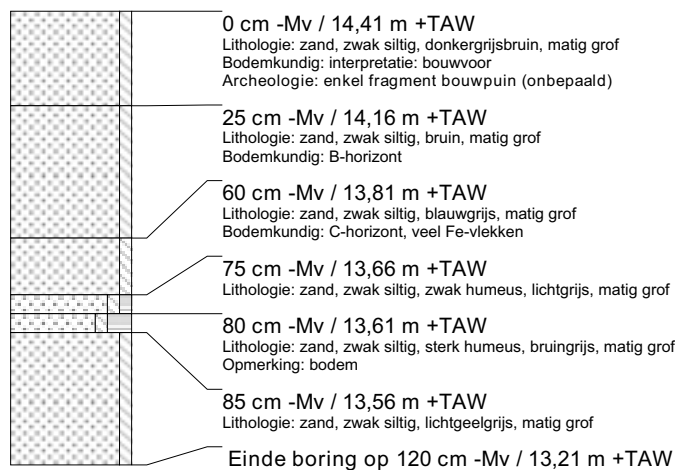 0 cm -Mv / 14,41 m +TAW
Lithologie: zand, zwak siltig, donkergrijsbruin, matig grof
Bodemkundig: interpretatie: bouwvoor
Archeologie: enkel fragment bouwpuin (onbepaald)
25 cm -Mv / 14,16 m +TAW
Lithologie: zand, zwak siltig, bruin, matig grof
Bodemkundig: B-horizont
60 cm -Mv / 13,81 m +TAW
Lithologie: zand, zwak siltig, blauwgrijs, matig grof
Bodemkundig: C-horizont, veel Fe-vlekken
75 cm -Mv / 13,66 m +TAW
Lithologie: zand, zwak siltig, zwak humeus, lichtgrijs, matig grof
80 cm -Mv / 13,61 m +TAW
Lithologie: zand, zwak siltig, sterk humeus, bruingrijs, matig grof
Opmerking: bodem
85 cm -Mv / 13,56 m +TAW
Lithologie: zand, zwak siltig, lichtgeelgrijs, matig grof
Einde boring op 120 cm -Mv / 13,21 m +TAW